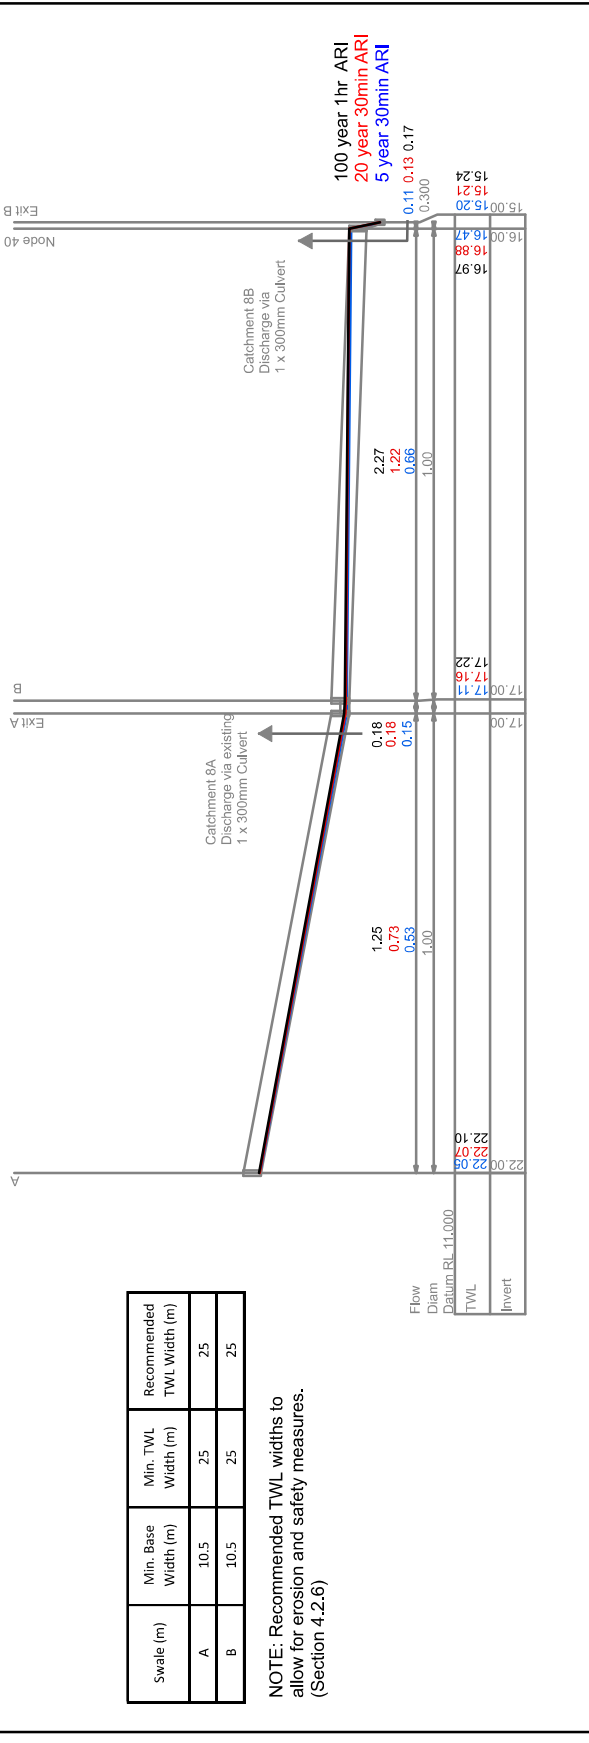 100 year 1hr ARI
20 year 30min ARI
5 year 30min ARI
A
Exit A
B
Node 40
Exit B
Catchment 8A
Discharge via existing
1 x 300mm Culvert
Catchment 8B
Discharge via
1 x 300mm Culvert
1.25
0.73
0.53
1.00
0.18
0.18
0.15
2.27
1.22
0.66
1.00
0.11 0.13 0.17
0.300
Flow
Diam
Datum RL 11.000
TWL
22.05
22.07
22.10
17.11
17.16
17.22
16.47
16.88
16.97
15.20
15.21
15.24
Invert
22.00
17.00
17.00
16.00
15.00
Swale (m)
Min. Base
Width (m)
Min. TWL
Width (m)
Recommended
TWL Width (m)
A 10.5 25 25
B 10.5 25 25
NOTE: Recommended TWL widths to
allow for erosion and safety measures.
(Section 4.2.6)